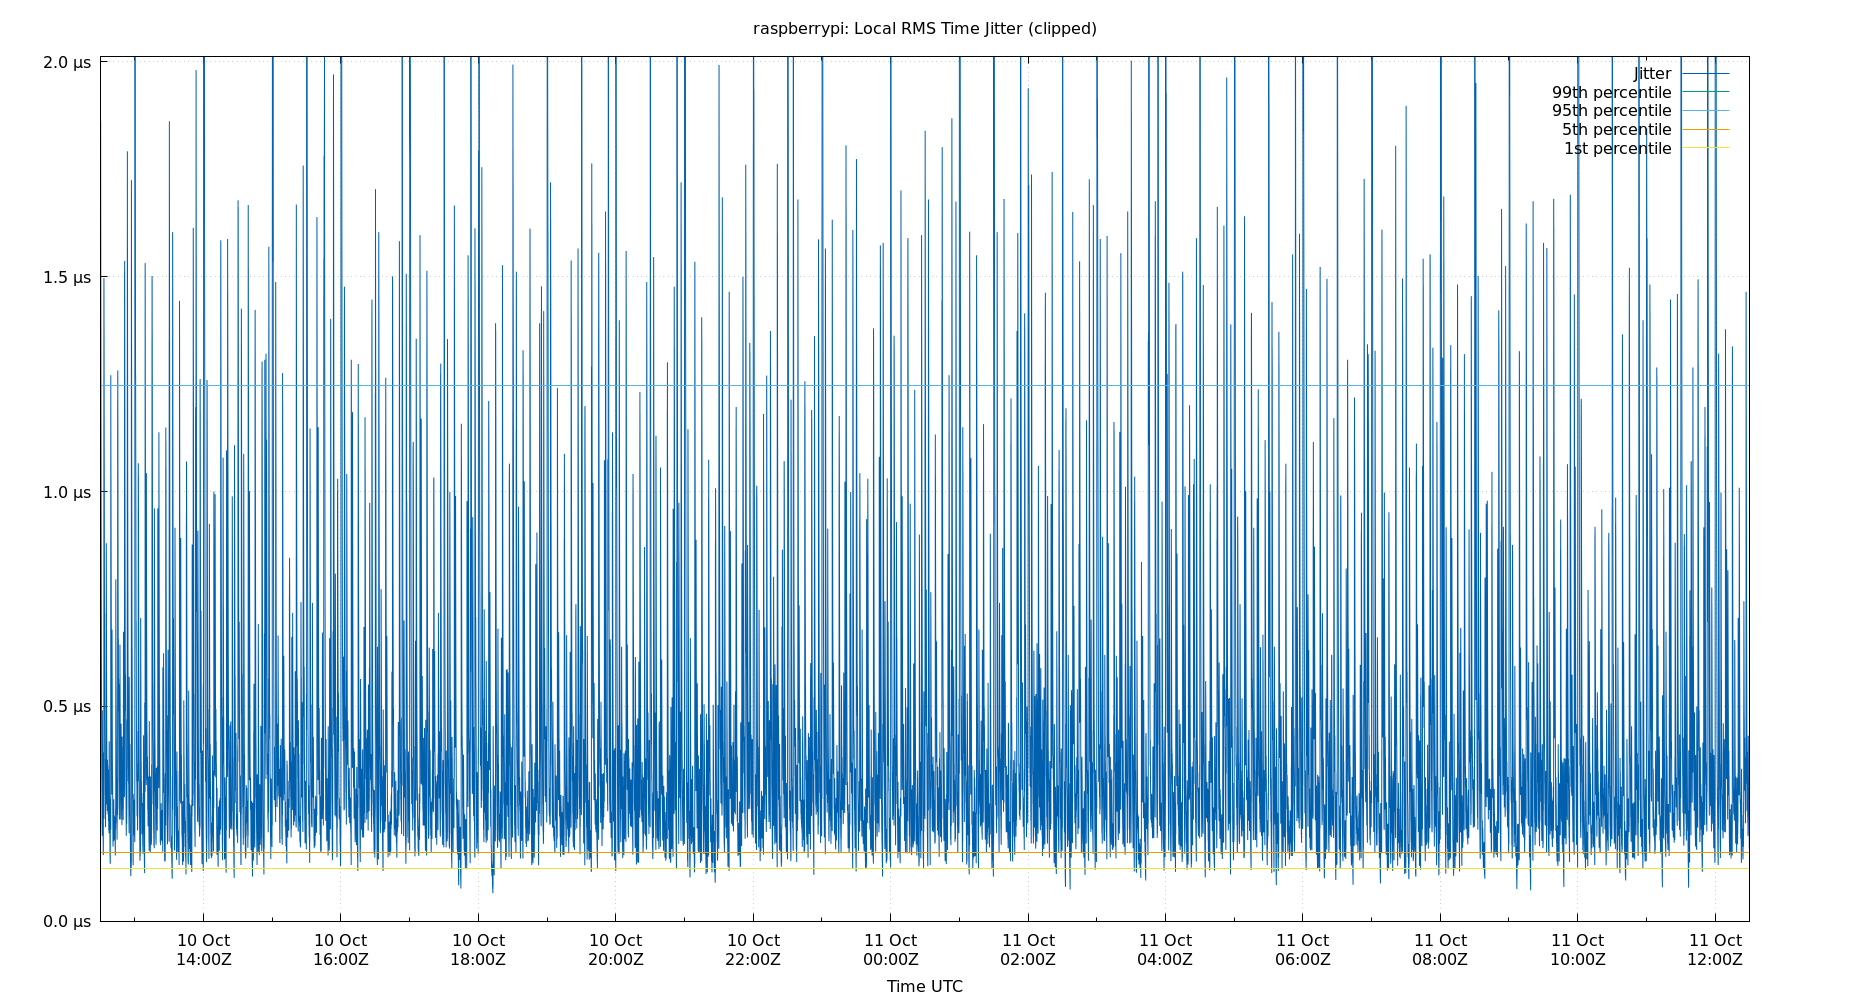 raspberrypi: Local RMS Time Jitter (clipped)
2.0 µs
1.5 µs
1.0 µs
0.5 µs
0.0 µs
Jitter
99th percentile
95th percentile
5th percentile
1st percentile
10 Oct 10 Oct 10 Oct 10 Oct 10 Oct 11 Oct 11 Oct 11 Oct 11 Oct 11 Oct 11 Oct 11 Oct
14:00Z 16:00Z 18:00Z 20:00Z 22:00Z 00:00Z 02:00Z 04:00Z 06:00Z 08:00Z 10:00Z 12:00Z
Time UTC